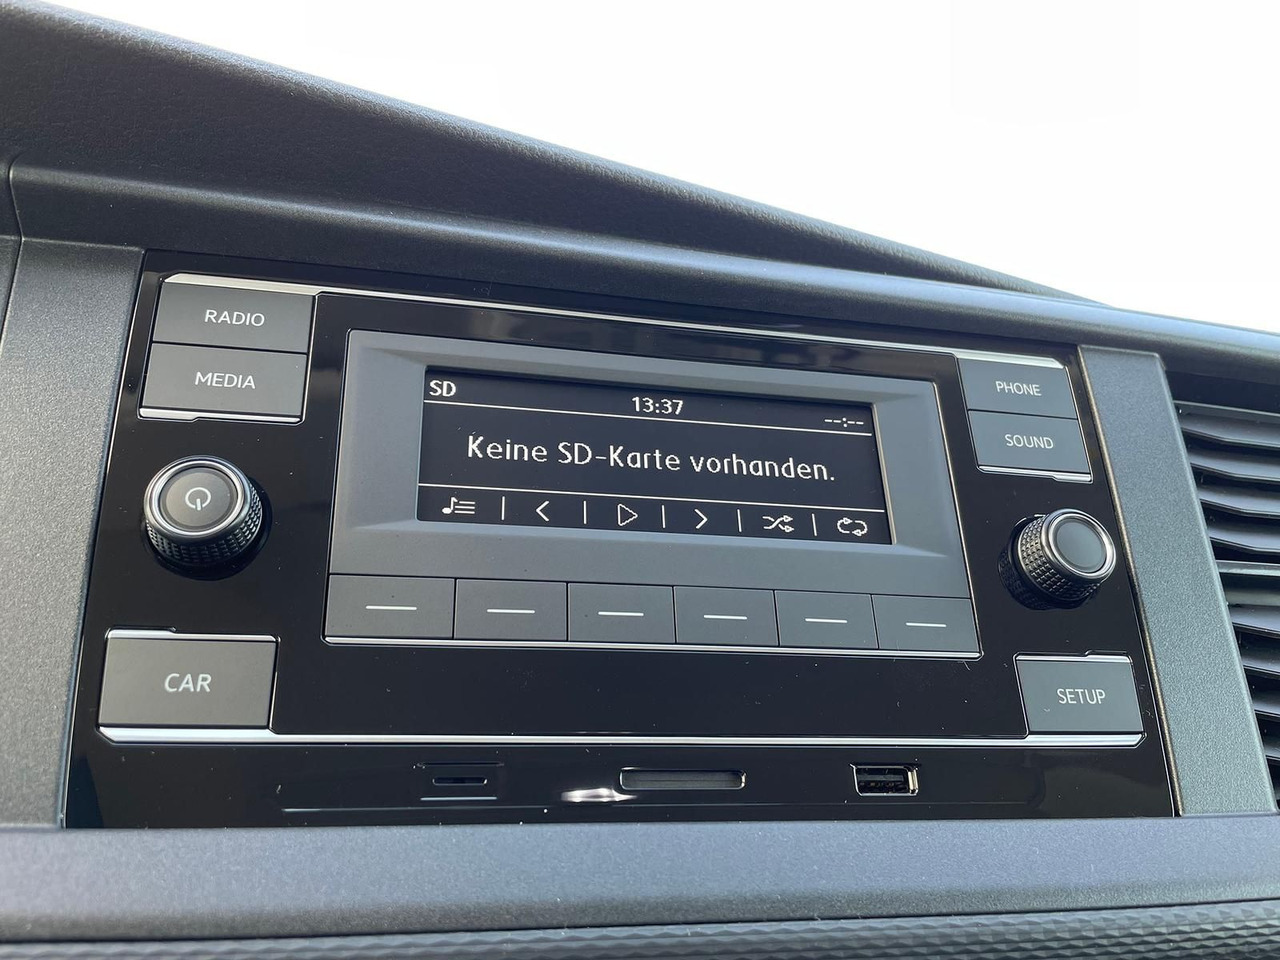 RADIO
MEDIA
PHONE
SOUND
SD
13:37
--:--
Keine SD-Karte vorhanden.
CAR
SETUP